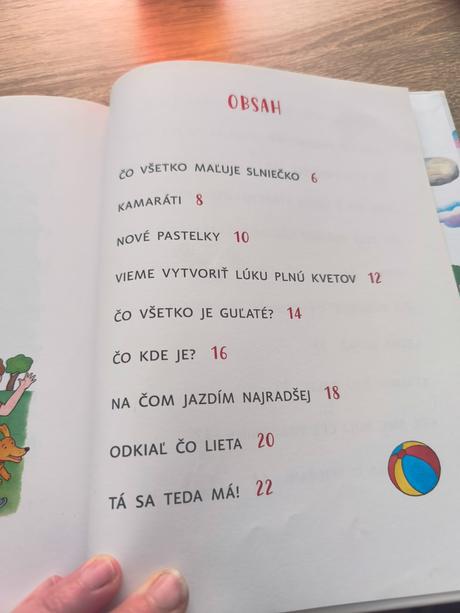 OBSAH
ČO VŠETKO MAĽUJE SLNIEČKO 6
KAMARÁTI 8
NOVÉ PASTELKY 10
VIEME VYTVORIŤ LÚKU PLNÚ KVETOV 12
ČO VŠETKO JE GUĽATÉ? 14
ČO KDE JE? 16
NA ČOM JAZDÍM NAJRADŠEJ 18
ODKIAĽ ČO LIETA 20
TÁ SA TEDA MÁ! 22